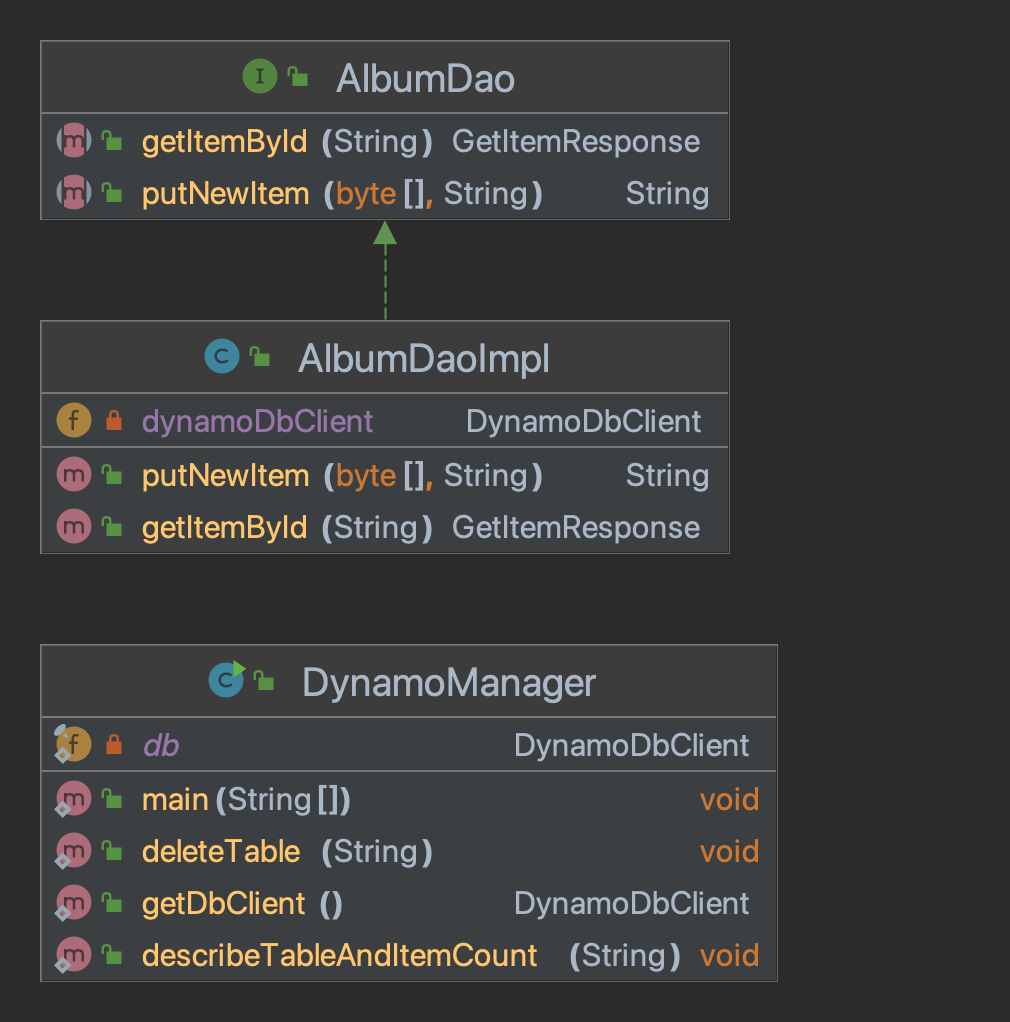 AlbumDao
getItemById (String) GetItemResponse
putNewItem (byte[], String) String
AlbumDaoImpl
dynamoDbClient DynamoDbClient
putNewItem (byte[], String) String
getItemById (String) GetItemResponse
DynamoManager
db DynamoDbClient
main(String[]) void
deleteTable (String) void
getDbClient () DynamoDbClient
describeTableAndItemCount (String) void